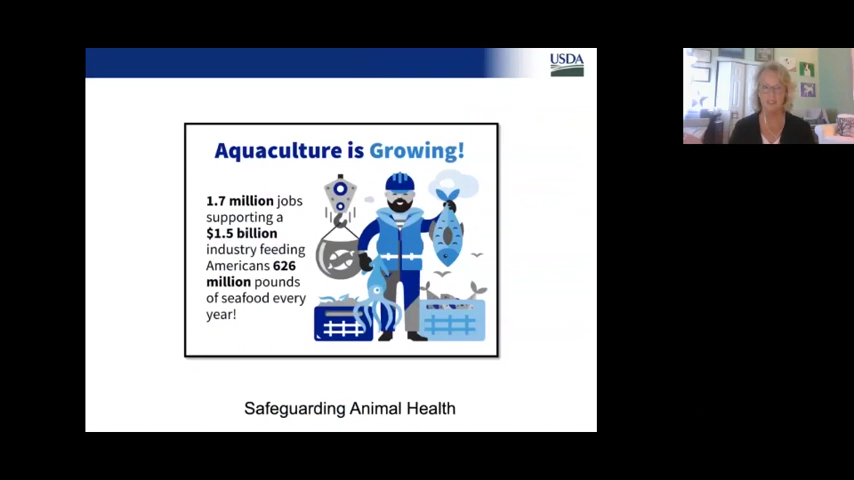 USDA
Aquaculture is Growing!
1.7 million jobs
supporting a
$1.5 billion
industry feeding
Americans 626
million pounds
of seafood every
year!
Safeguarding Animal Health